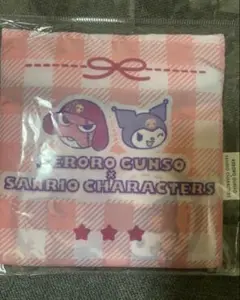 KERORO GUNSO
×
SANRIO CHARACTERS